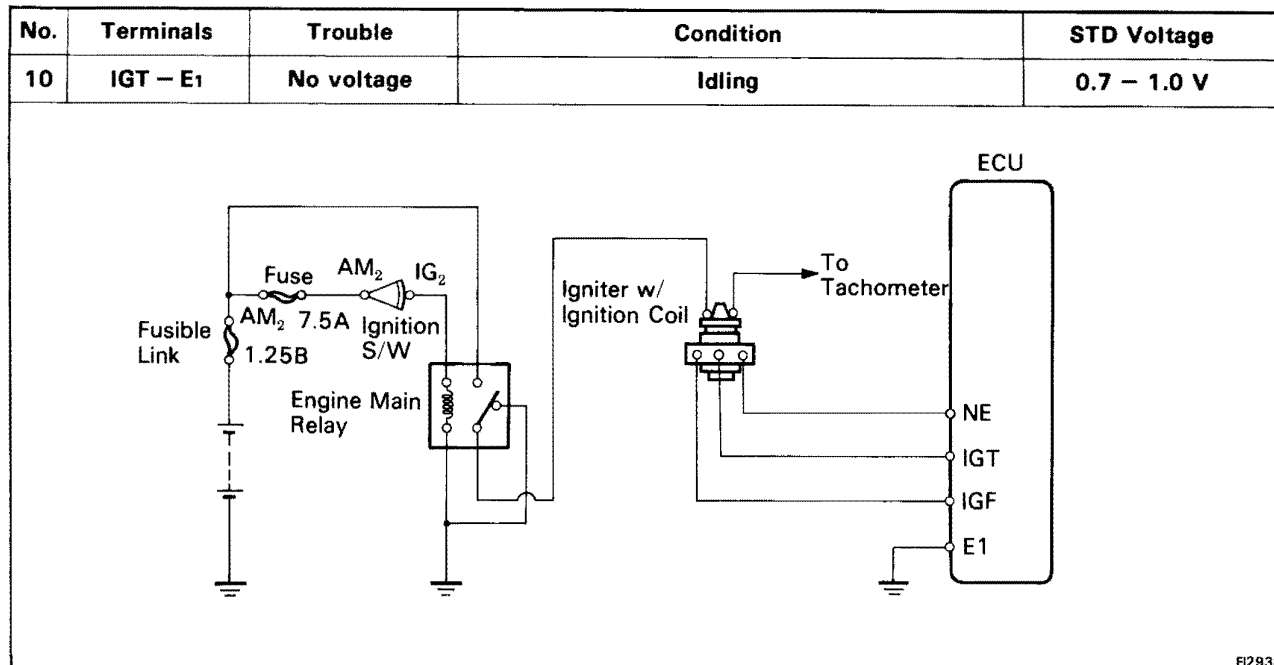 No. Terminals Trouble Condition STD Voltage
10 IGT – E1 No voltage Idling 0.7 – 1.0 V
ECU
Fuse
AM2
IG2
AM2
7.5A
Ignition
S/W
Fusible
Link
1.25B
Engine Main
Relay
Igniter w/
Ignition Coil
To
Tachometer
NE
IGT
IGF
E1
FI293